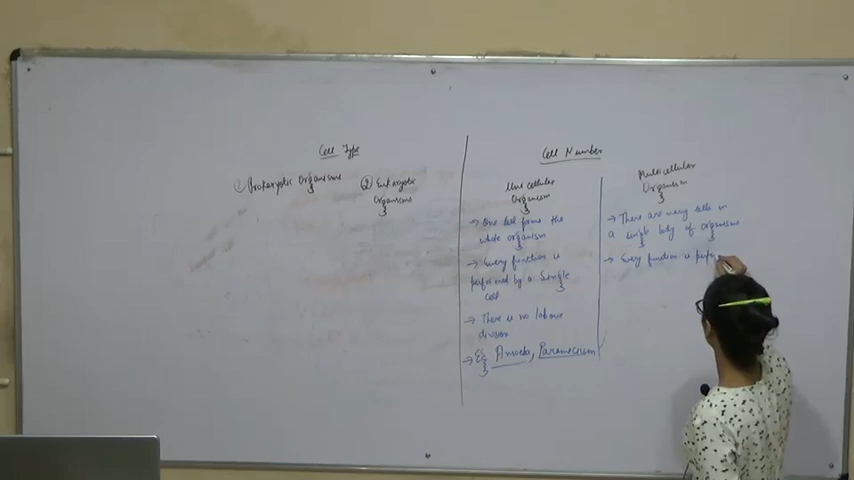 Cell Type
① Prokaryotic Organisms
② Eukaryotic
Organisms
Cell Number
Unicellular
Organism
→ One cell forms the
whole organism
→ Every function is
performed by a Single
cell
→ There is no labour
division
→ Eg Amoeba, Paramecium
Multicellular
Organism
→ There are many cells in
a single body of organisms
→ Every function is perfo